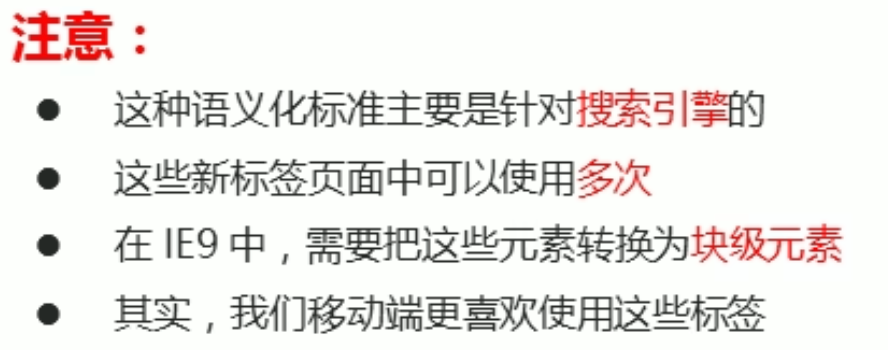 注意：
● 这种语义化标准主要是针对搜索引擎的
● 这些新标签页面中可以使用多次
● 在 IE9 中，需要把这些元素转换为块级元素
● 其实，我们移动端更喜欢使用这些标签